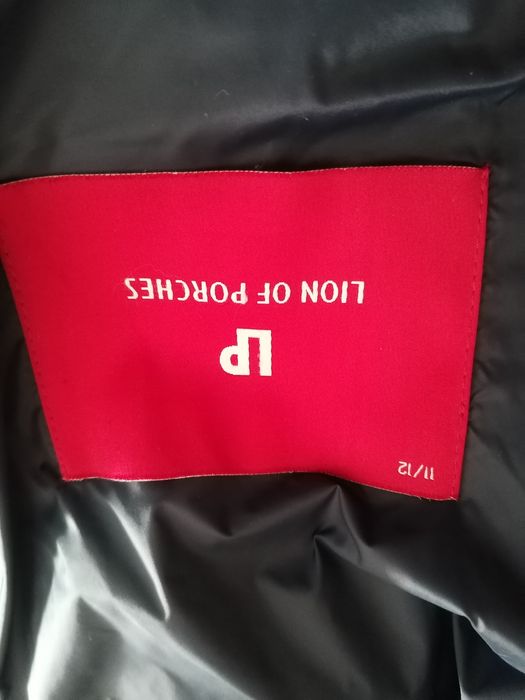 11/12
LP
LION OF PORCHES